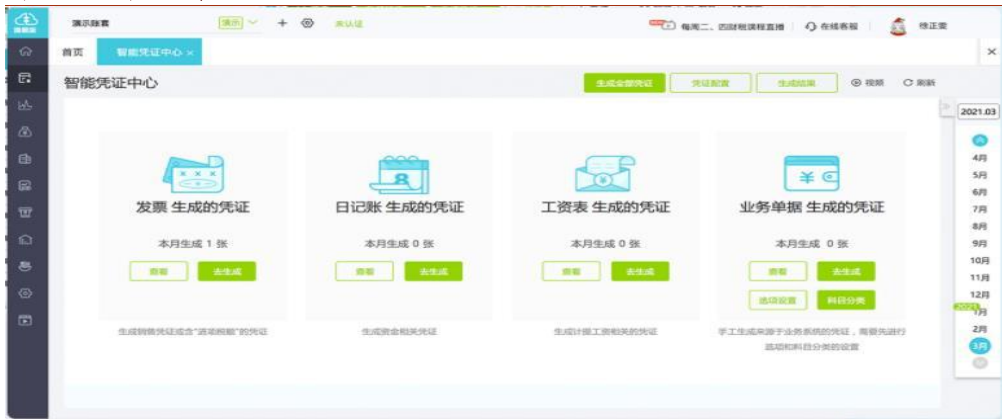 演示账套
演示
未认证
每周二、四财税课程直播
在线客服
徐正雯
首页
智能凭证中心 ×
智能凭证中心
生成全部凭证
凭证配置
生成结果
视频
刷新
2021.03
发票 生成的凭证
本月生成 1 张
查看
去生成
生成销售凭证或含“进项税额”的凭证
日记账 生成的凭证
本月生成 0 张
查看
去生成
生成资金相关凭证
工资表 生成的凭证
本月生成 0 张
查看
去生成
生成计提工资相关的凭证
业务单据 生成的凭证
本月生成 0 张
查看
去生成
选项设置
科目分类
手工生成来源于业务系统的凭证，需要先进行
选项和科目分类的设置
4月
5月
6月
7月
8月
9月
10月
11月
12月
2021
1月
2月
3月